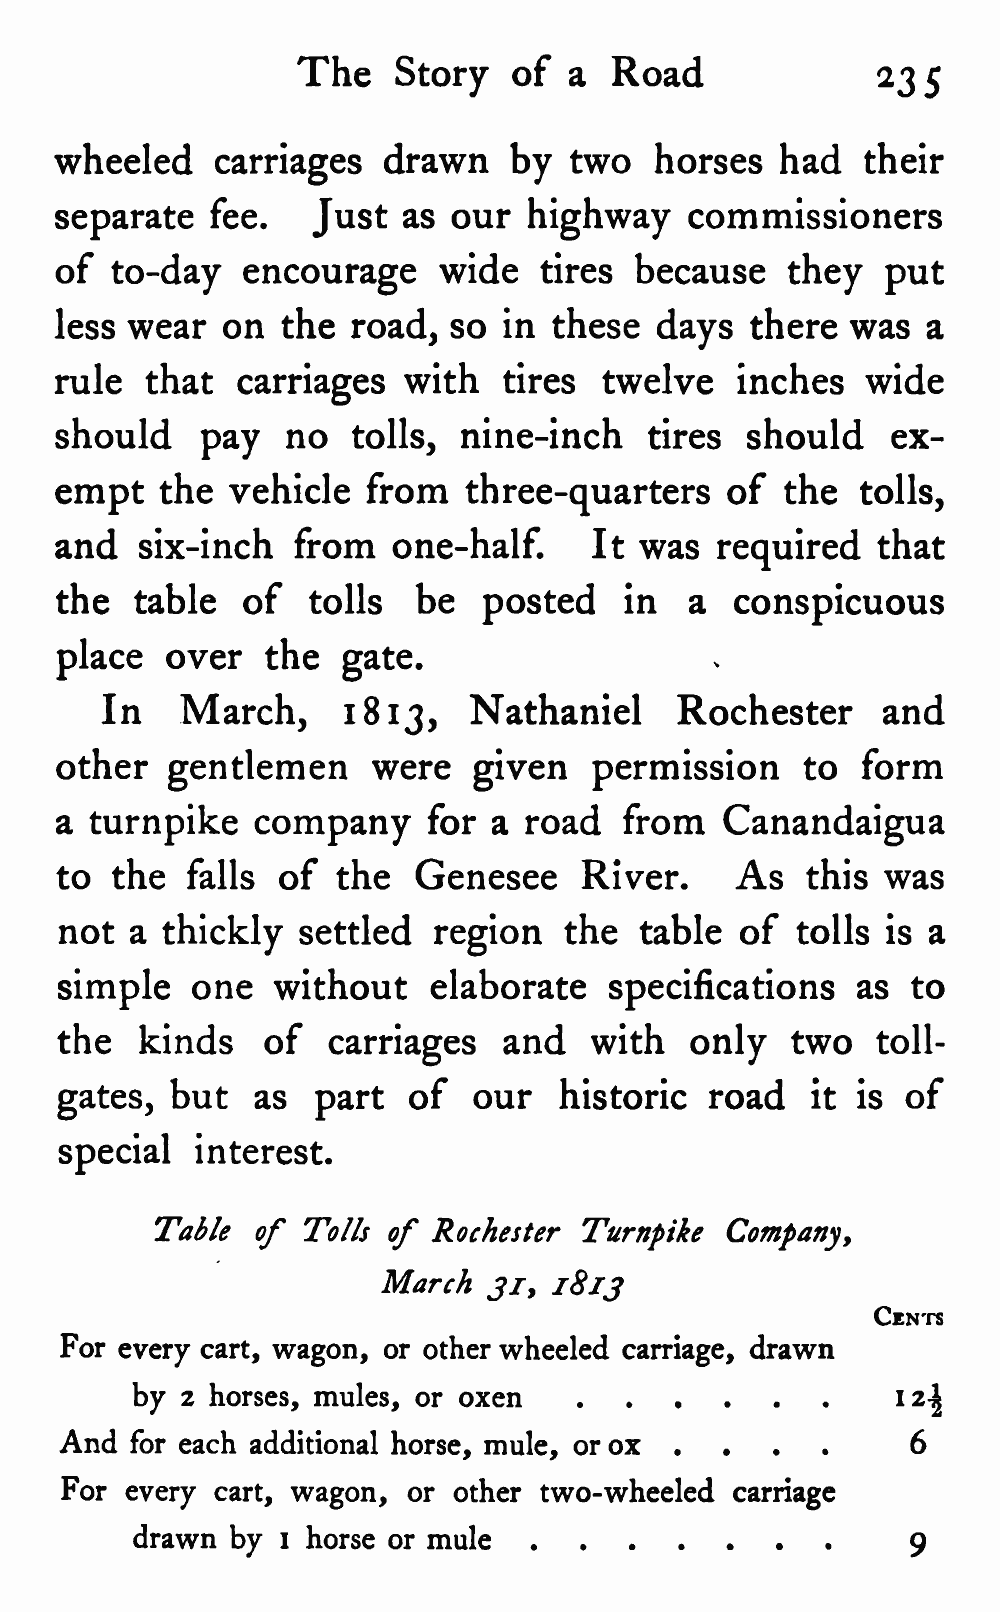 The Story of a Road 235
wheeled carriages drawn by two horses had their
separate fee. Just as our highway commissioners
of to-day encourage wide tires because they put
less wear on the road, so in these days there was a
rule that carriages with tires twelve inches wide
should pay no tolls, nine-inch tires should ex-
empt the vehicle from three-quarters of the tolls,
and six-inch from one-half. It was required that
the table of tolls be posted in a conspicuous
place over the gate.
In March, 1813, Nathaniel Rochester and
other gentlemen were given permission to form
a turnpike company for a road from Canandaigua
to the falls of the Genesee River. As this was
not a thickly settled region the table of tolls is a
simple one without elaborate specifications as to
the kinds of carriages and with only two toll-
gates, but as part of our historic road it is of
special interest.
Table of Tolls of Rochester Turnpike Company,
March 31, 1813
CENTS
For every cart, wagon, or other wheeled carriage, drawn
by 2 horses, mules, or oxen . . . . . . 12½
And for each additional horse, mule, or ox . . . . 6
For every cart, wagon, or other two-wheeled carriage
drawn by 1 horse or mule . . . . . . . 9